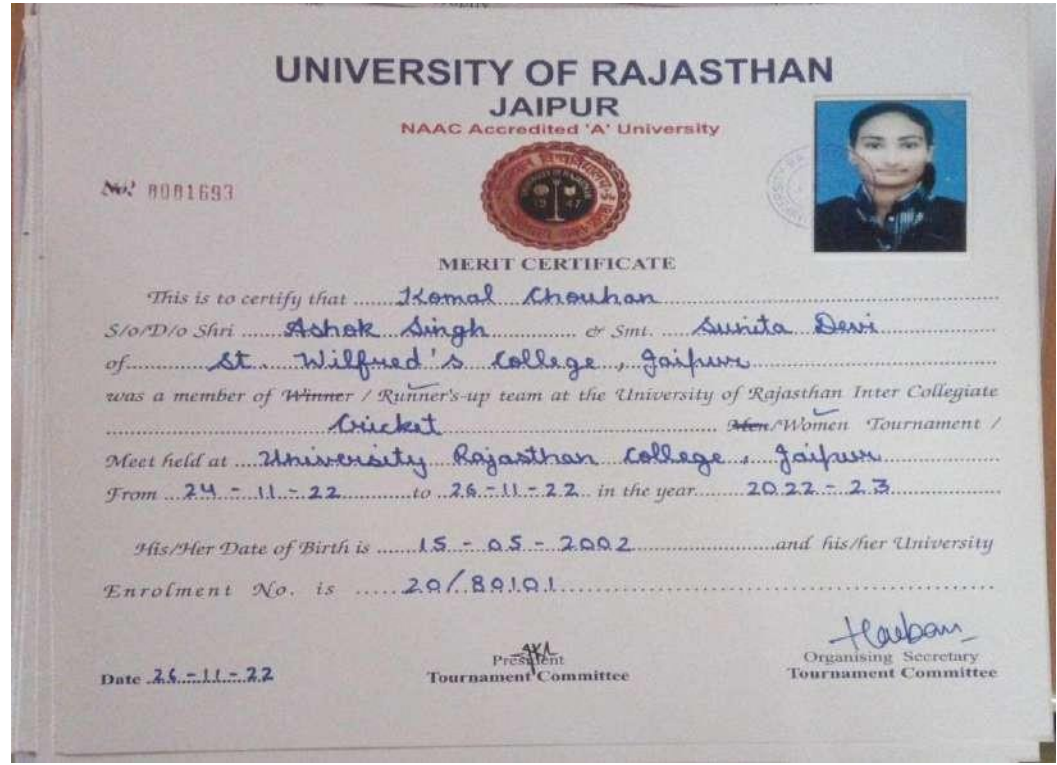 UNIVERSITY OF RAJASTHAN
JAIPUR
NAAC Accredited 'A' University
No. 0081693
1947
MERIT CERTIFICATE
This is to certify that Komal Chouhan
S/o/D/o Shri Ashok Singh & Smt. Sunita Devi
of St. Wilfred's College, Jaipur
was a member of Winner / Runner's-up team at the University of Rajasthan Inter Collegiate
Cricket Men/Women Tournament /
Meet held at University Rajasthan College, Jaipur
From 24-11-22 to 26-11-22 in the year 2022-23
His/Her Date of Birth is 15-05-2002 and his/her University
Enrolment No. is 20/80101
President
Organising Secretary
Date 26-11-22 Tournament Committee Tournament Committee